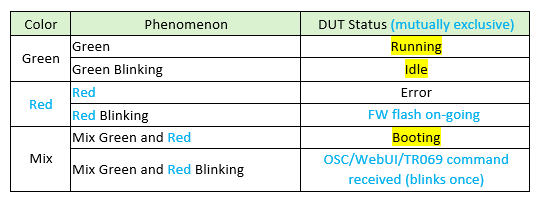 Color Phenomenon DUT Status (mutually exclusive)
Green Green Running
Green Blinking Idle
Red Red Error
Red Blinking FW flash on-going
Mix Mix Green and Red Booting
Mix Green and Red Blinking OSC/WebUI/TR069 command
received (blinks once)